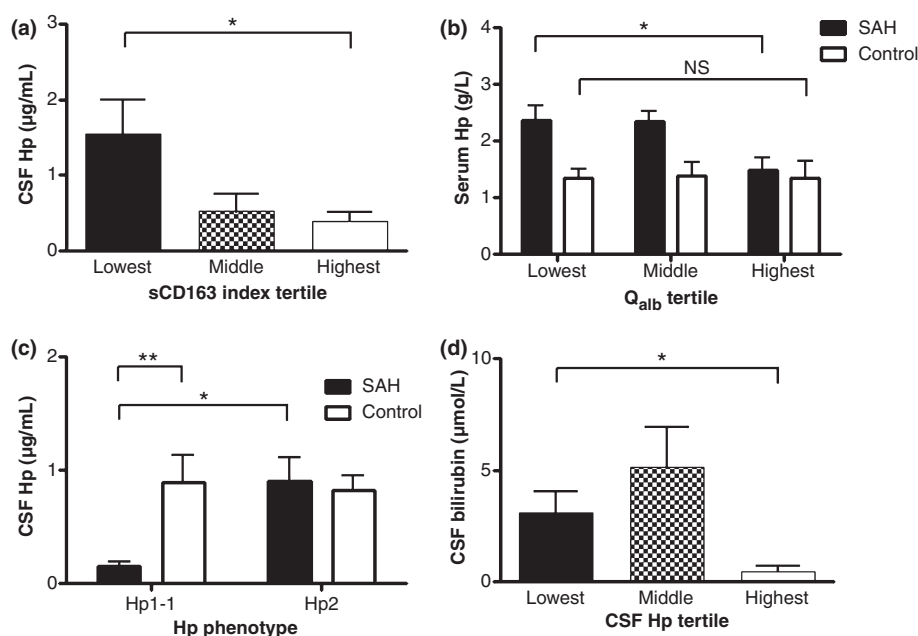 (a)
3
2
1
0
CSF Hp (µg/mL)
*
Lowest Middle Highest
sCD163 index tertile
(b)
SAH
Control
4
3
2
1
0
Serum Hp (g/L)
*
NS
Lowest Middle Highest
Qalb tertile
(c)
2
1
0
CSF Hp (µg/mL)
**
*
SAH
Control
Hp1-1 Hp2
Hp phenotype
(d)
10
5
0
CSF bilirubin (µmol/L)
*
Lowest Middle Highest
CSF Hp tertile